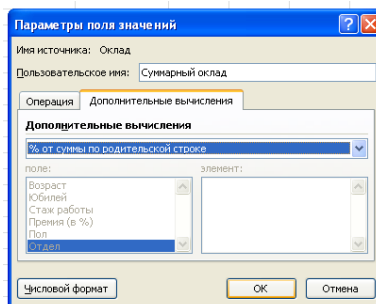 Параметры поля значений
Имя источника: Оклад
Пользовательское имя: Суммарный оклад
Операция Дополнительные вычисления
Дополнительные вычисления
% от суммы по родительской строке
поле: элемент:
Возраст
Юбилей
Стаж работы
Премия (в %)
Пол
Отдел
Числовой формат ОК Отмена